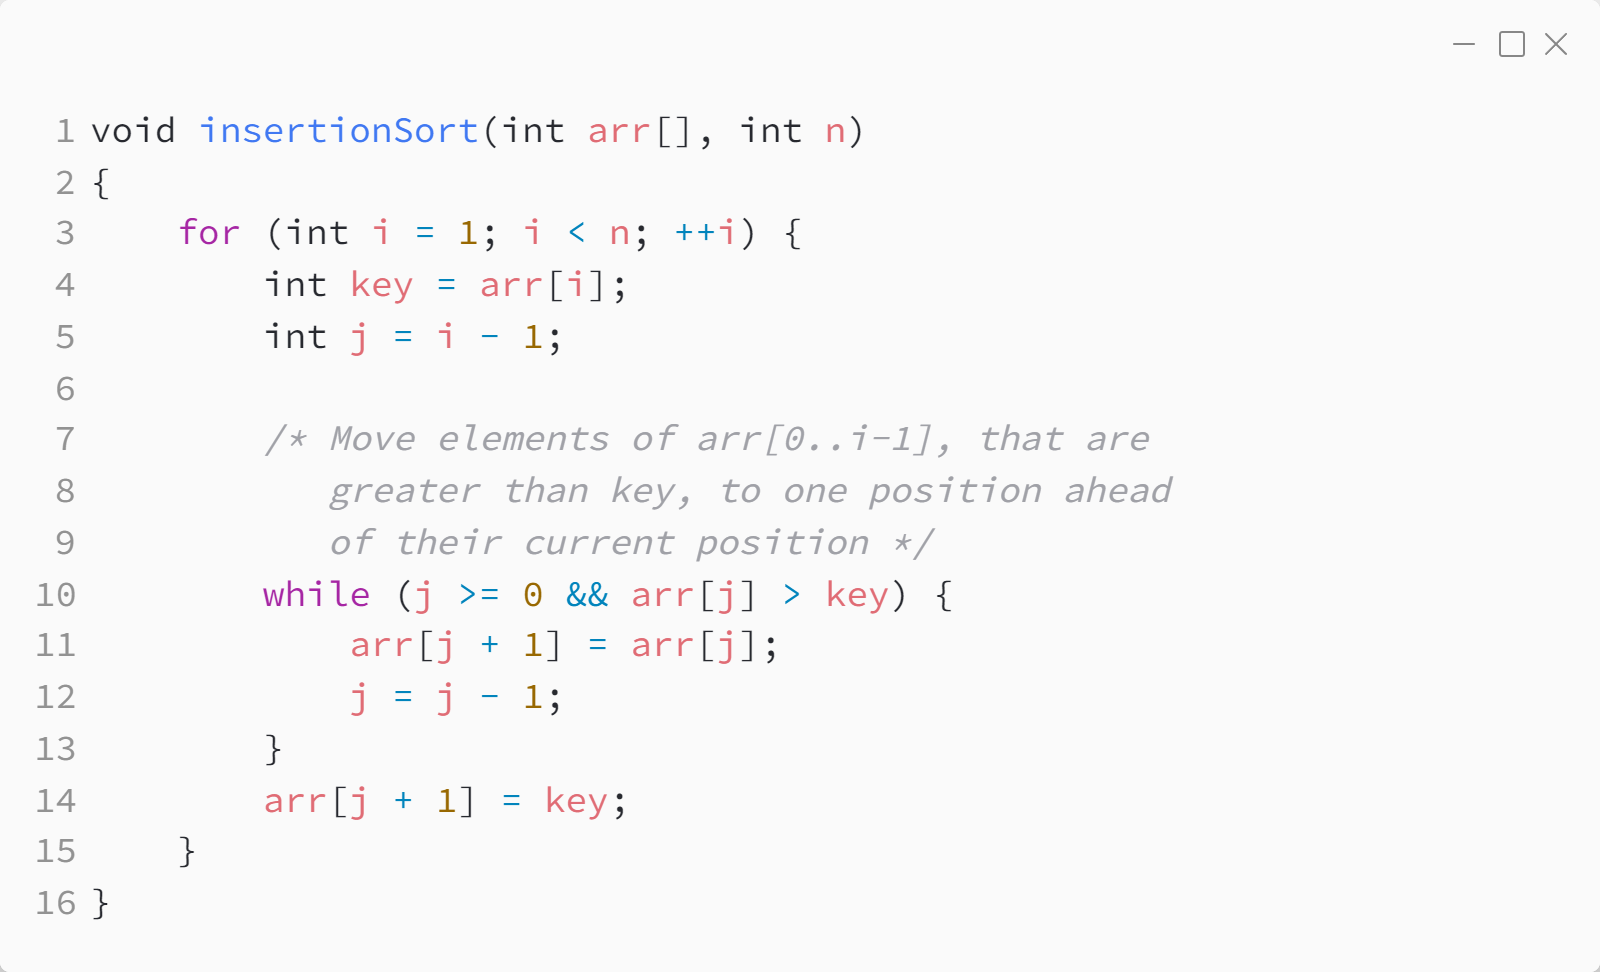 1 void insertionSort(int arr[], int n)
2 {
3     for (int i = 1; i < n; ++i) {
4         int key = arr[i];
5         int j = i - 1;
6
7         /* Move elements of arr[0..i-1], that are
8            greater than key, to one position ahead
9            of their current position */
10         while (j >= 0 && arr[j] > key) {
11             arr[j + 1] = arr[j];
12             j = j - 1;
13         }
14         arr[j + 1] = key;
15     }
16 }